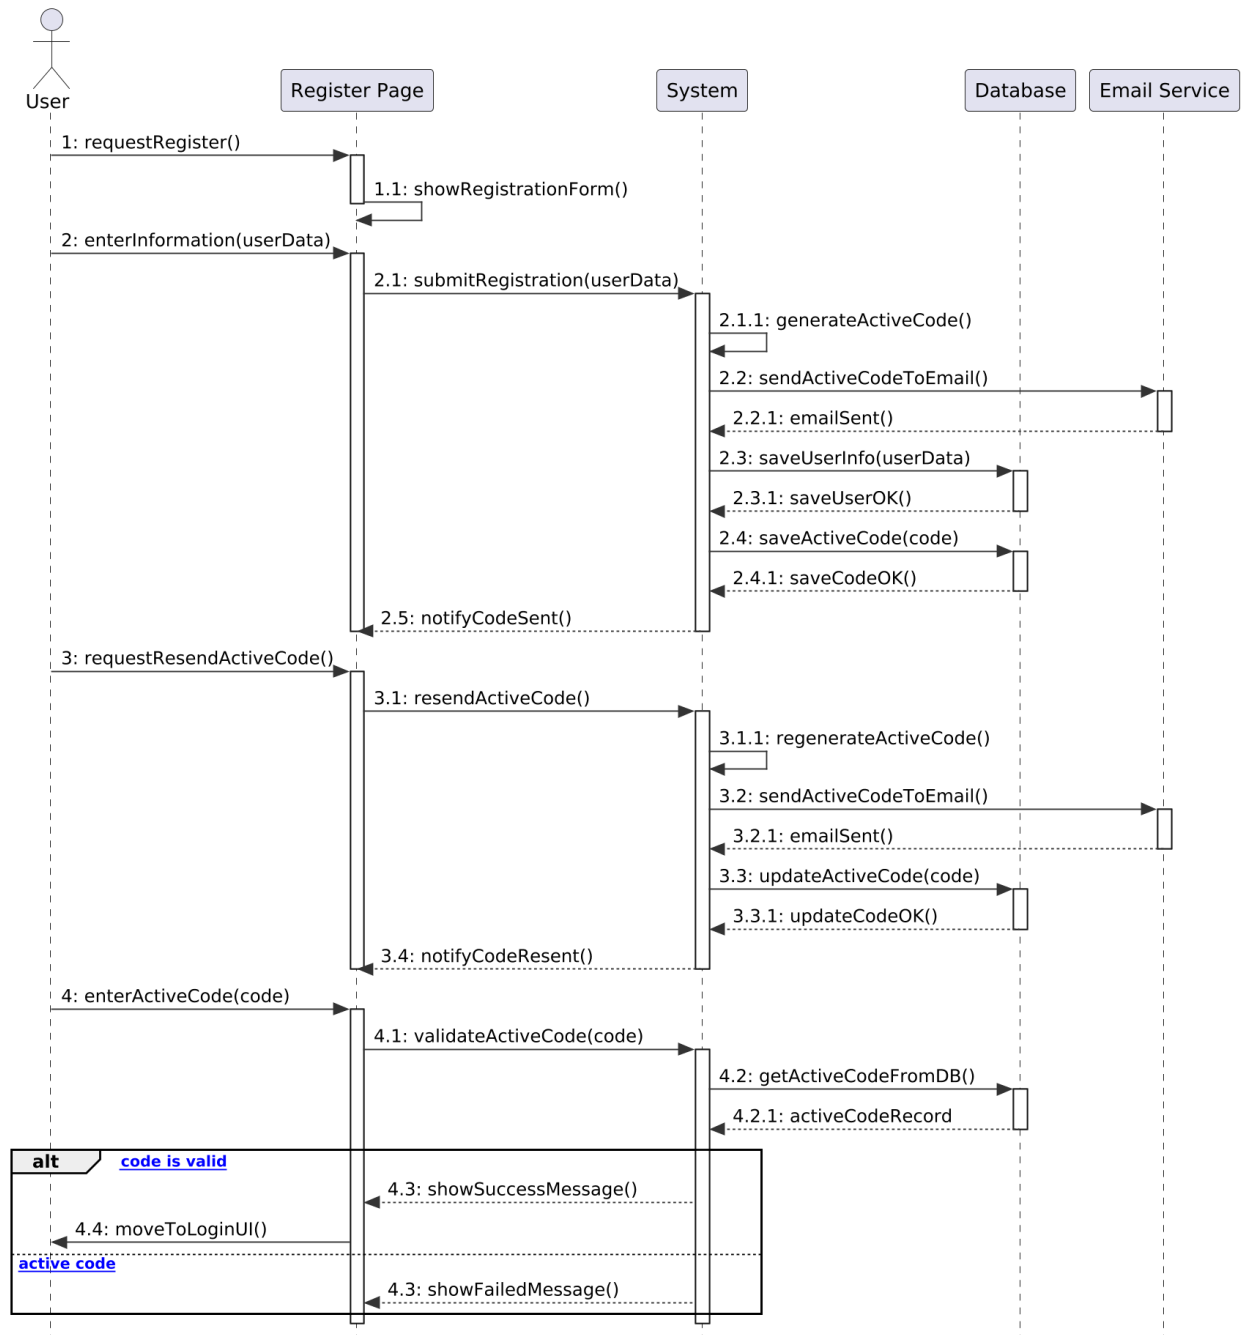 User
Register Page
System
Database
Email Service
1: requestRegister()
1.1: showRegistrationForm()
2: enterInformation(userData)
2.1: submitRegistration(userData)
2.1.1: generateActiveCode()
2.2: sendActiveCodeToEmail()
2.2.1: emailSent()
2.3: saveUserInfo(userData)
2.3.1: saveUserOK()
2.4: saveActiveCode(code)
2.4.1: saveCodeOK()
2.5: notifyCodeSent()
3: requestResendActiveCode()
3.1: resendActiveCode()
3.1.1: regenerateActiveCode()
3.2: sendActiveCodeToEmail()
3.2.1: emailSent()
3.3: updateActiveCode(code)
3.3.1: updateCodeOK()
3.4: notifyCodeResent()
4: enterActiveCode(code)
4.1: validateActiveCode(code)
4.2: getActiveCodeFromDB()
4.2.1: activeCodeRecord
alt code is valid
4.3: showSuccessMessage()
4.4: moveToLoginUI()
active code
4.3: showFailedMessage()